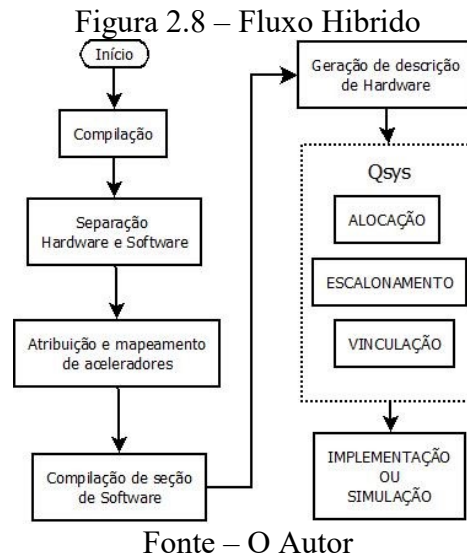 Figura 2.8 – Fluxo Hibrido
Início
Compilação
Separação
Hardware e Software
Atribuição e mapeamento
de aceleradores
Compilação de seção
de Software
Geração de descrição
de Hardware
Qsys
ALOCAÇÃO
ESCALONAMENTO
VINCULAÇÃO
IMPLEMENTAÇÃO
OU
SIMULAÇÃO
Fonte – O Autor